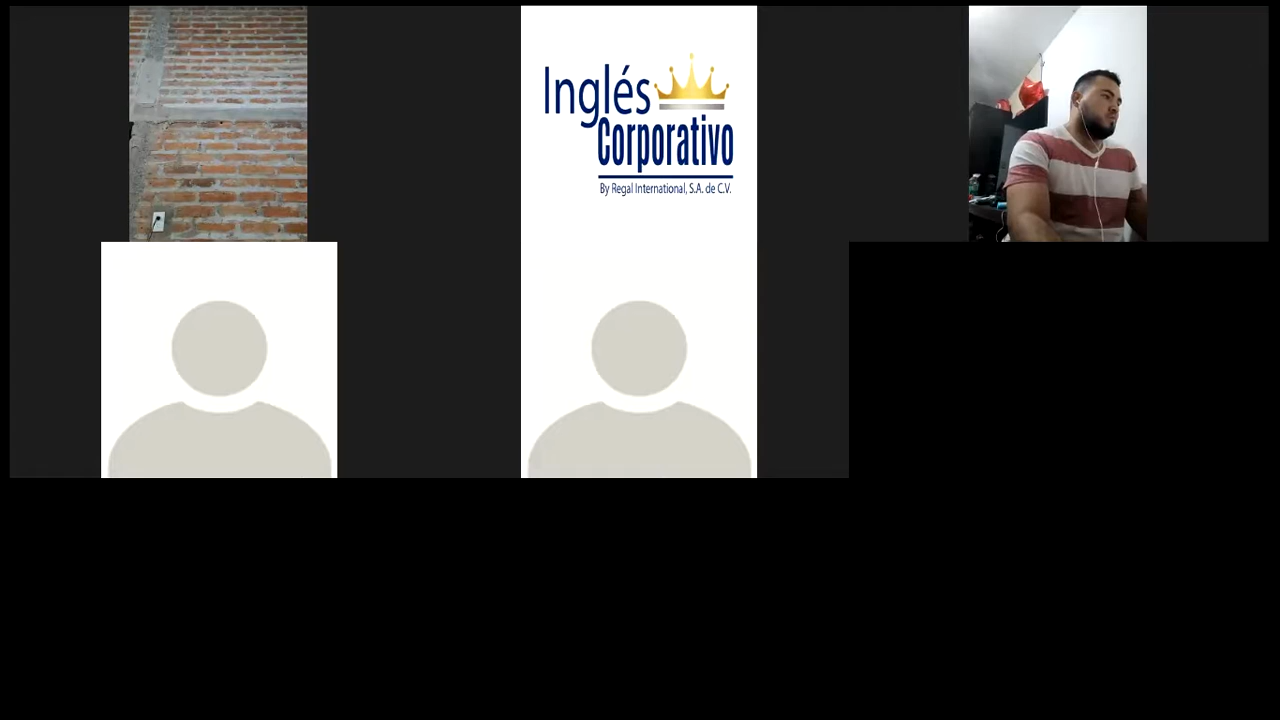 Inglés
Corporativo
By Regal International, S.A. de C.V.